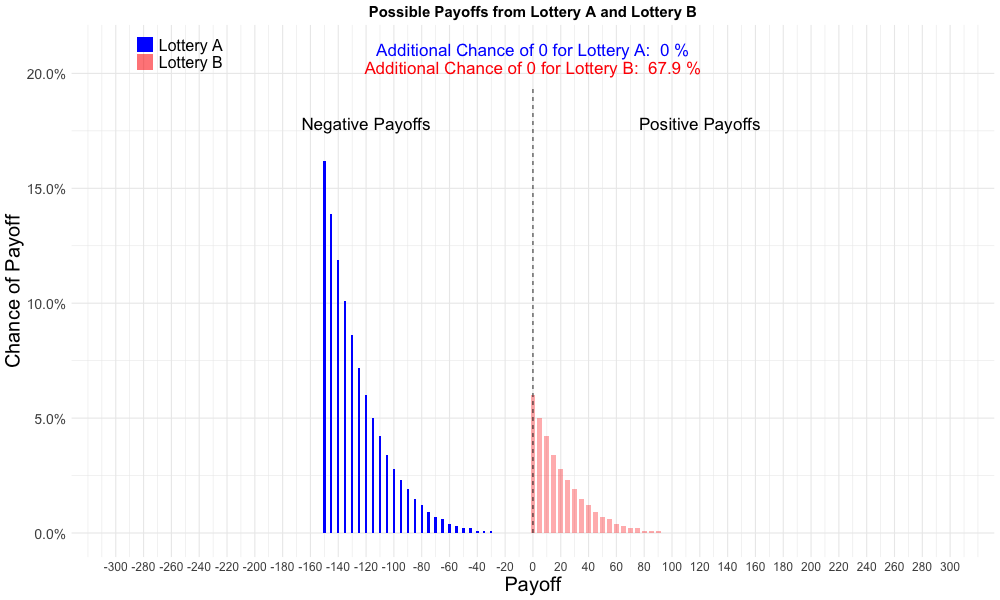 Possible Payoffs from Lottery A and Lottery B
Lottery A
Lottery B
Additional Chance of 0 for Lottery A:  0 %
Additional Chance of 0 for Lottery B:  67.9 %
Negative Payoffs
Positive Payoffs
Chance of Payoff
20.0%
15.0%
10.0%
5.0%
0.0%
-300 -280 -260 -240 -220 -200 -180 -160 -140 -120 -100 -80 -60 -40 -20 0 20 40 60 80 100 120 140 160 180 200 220 240 260 280 300
Payoff